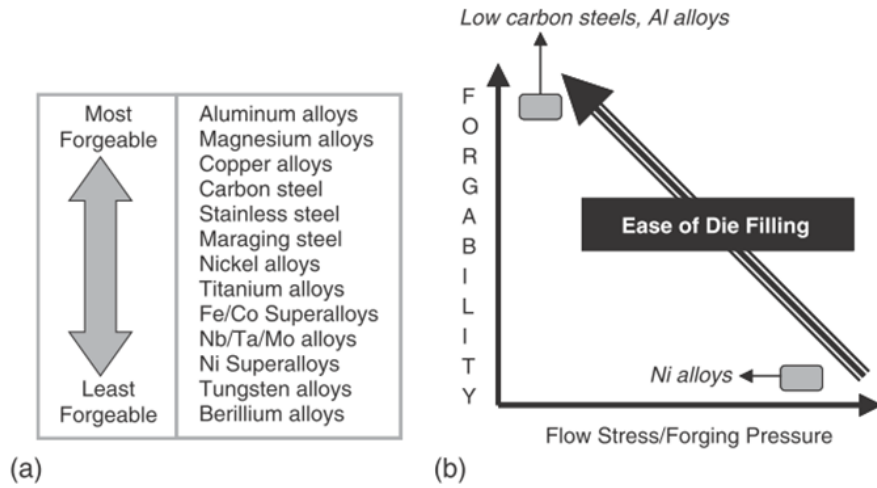 Most
Forgeable
Least
Forgeable
Aluminum alloys
Magnesium alloys
Copper alloys
Carbon steel
Stainless steel
Maraging steel
Nickel alloys
Titanium alloys
Fe/Co Superalloys
Nb/Ta/Mo alloys
Ni Superalloys
Tungsten alloys
Berillium alloys
(a)
Low carbon steels, Al alloys
FORGABILITY
Ease of Die Filling
Ni alloys
Flow Stress/Forging Pressure
(b)